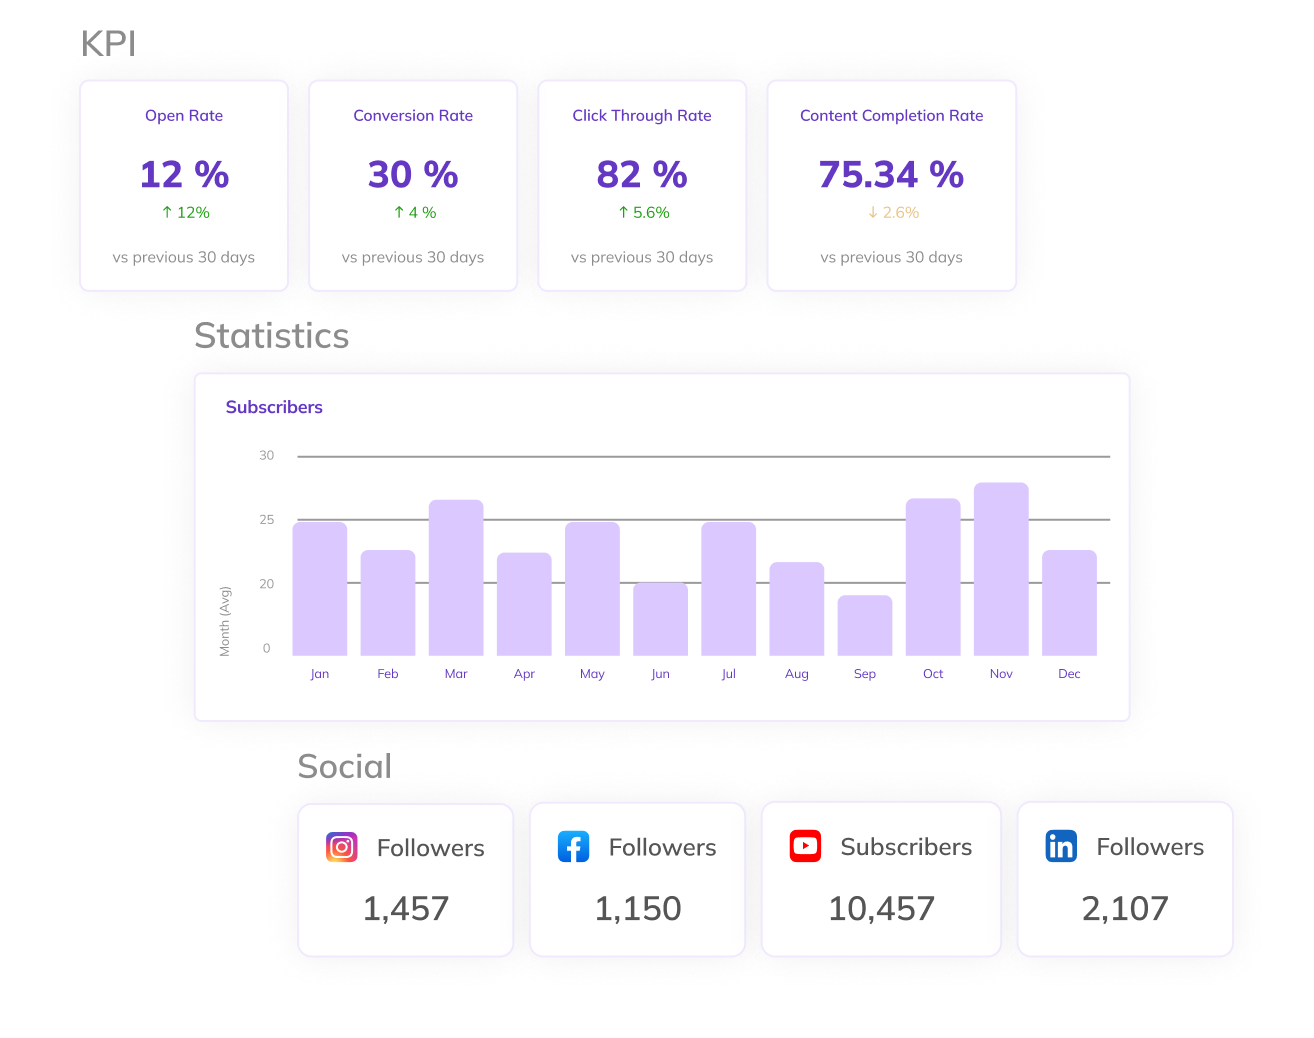 KPI
Open Rate
12 %
↑ 12%
vs previous 30 days
Conversion Rate
30 %
↑ 4 %
vs previous 30 days
Click Through Rate
82 %
↑ 5.6%
vs previous 30 days
Content Completion Rate
75.34 %
↓ 2.6%
vs previous 30 days
Statistics
Subscribers
Month (Avg)
30
25
20
0
Jan Feb Mar Apr May Jun Jul Aug Sep Oct Nov Dec
Social
Followers
1,457
Followers
1,150
Subscribers
10,457
in Followers
2,107